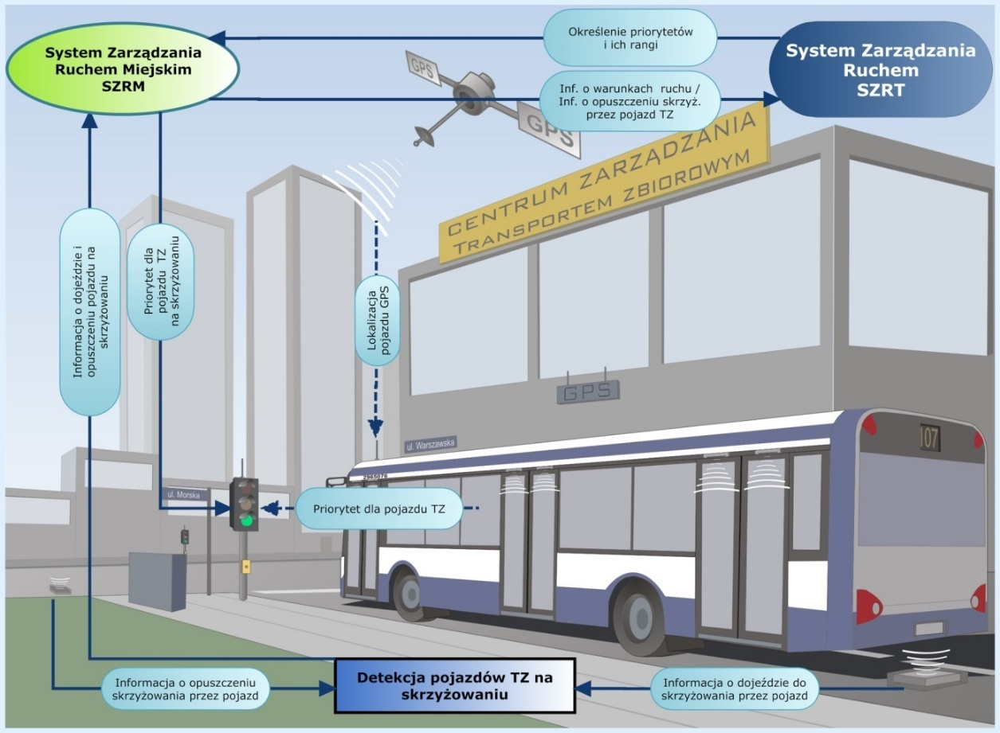 System Zarządzania
Ruchem Miejskim
SZRM
Określenie priorytetów
i ich rangi
System Zarządzania
Ruchem
SZRT
Inf. o warunkach ruchu /
Inf. o opuszczeniu skrzyż.
przez pojazd TZ
GPS
GPS
CENTRUM ZARZĄDZANIA
TRANSPORTEM ZBIOROWYM
Informacja o dojeździe i
opuszczeniu pojazdu na
skrzyżowaniu
Priorytet dla
pojazdu TZ
na skrzyżowaniu
Lokalizacja
pojazdu GPS
GPS
ul. Warszawska
107
2965076
ul. Morska
Priorytet dla pojazdu TZ
Informacja o opuszczeniu
skrzyżowania przez pojazd
Detekcja pojazdów TZ na
skrzyżowaniu
Informacja o dojeździe do
skrzyżowania przez pojazd